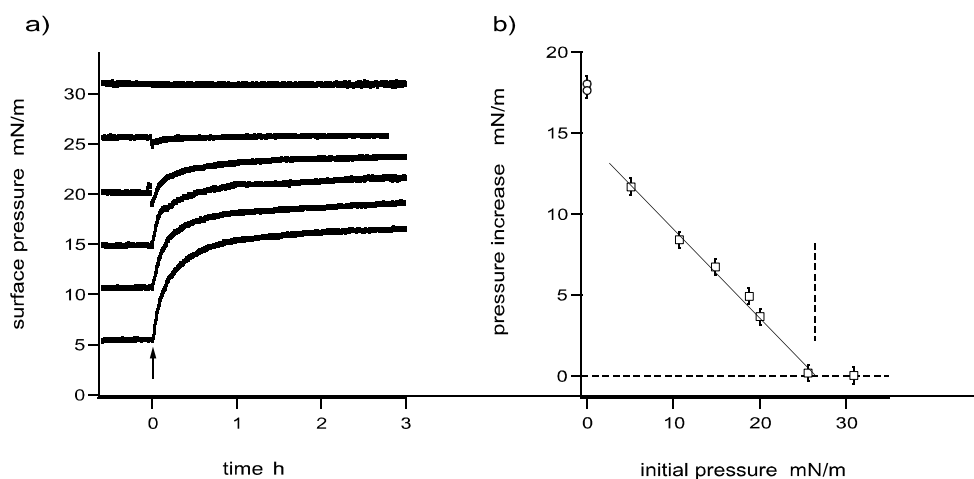 a)
surface pressure mN/m
30
25
20
15
10
5
0
0 1 2 3
time h
b)
pressure increase mN/m
20
15
10
5
0
0 10 20 30
initial pressure mN/m